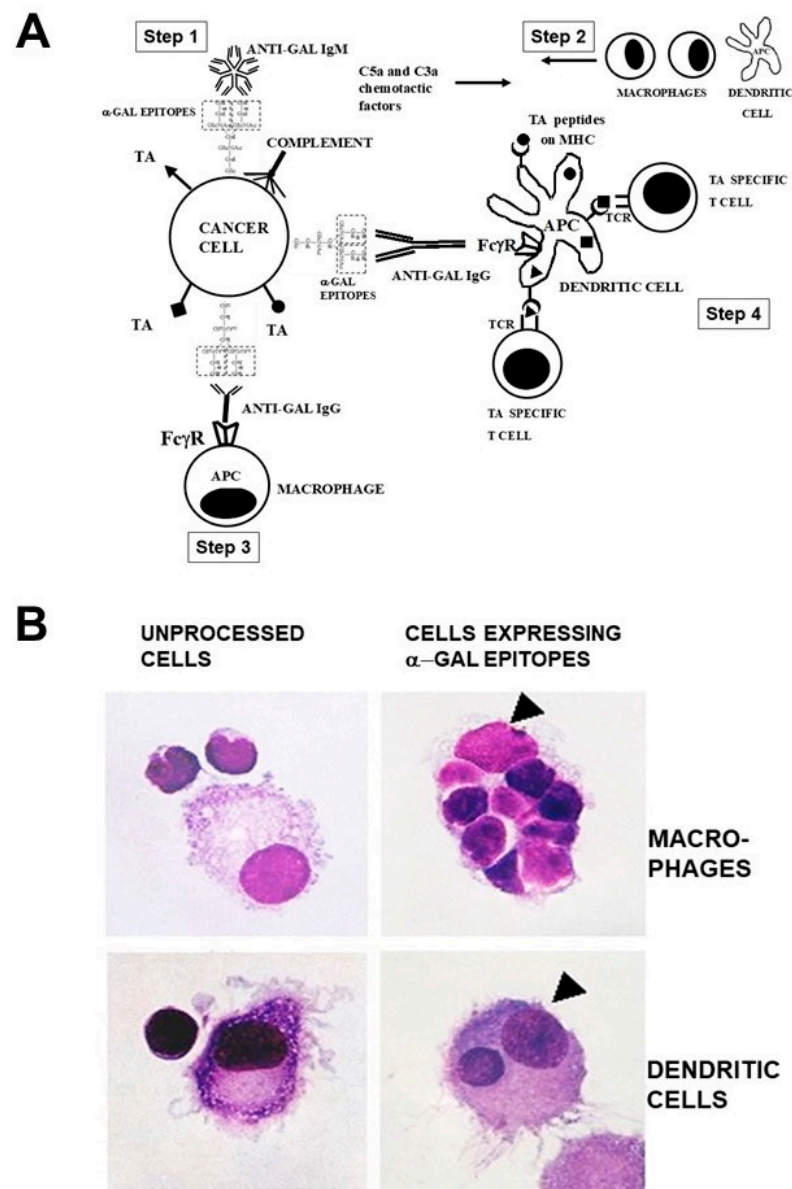 A
Step 1
ANTI-GAL IgM
α-GAL EPITOPES
TA
COMPLEMENT
CANCER
CELL
TA
TA
C5a and C3a
chemotactic
factors
Step 2
MACROPHAGES
APC
DENDRITIC
CELL
TA peptides
on MHC
APC
TCR
TA SPECIFIC
T CELL
FcγR
ANTI-GAL IgG
α-GAL
EPITOPES
DENDRITIC CELL
Step 4
TCR
TA SPECIFIC
T CELL
ANTI-GAL IgG
FcγR
APC
MACROPHAGE
Step 3
B
UNPROCESSED
CELLS
CELLS EXPRESSING
α–GAL EPITOPES
MACRO-
PHAGES
DENDRITIC
CELLS